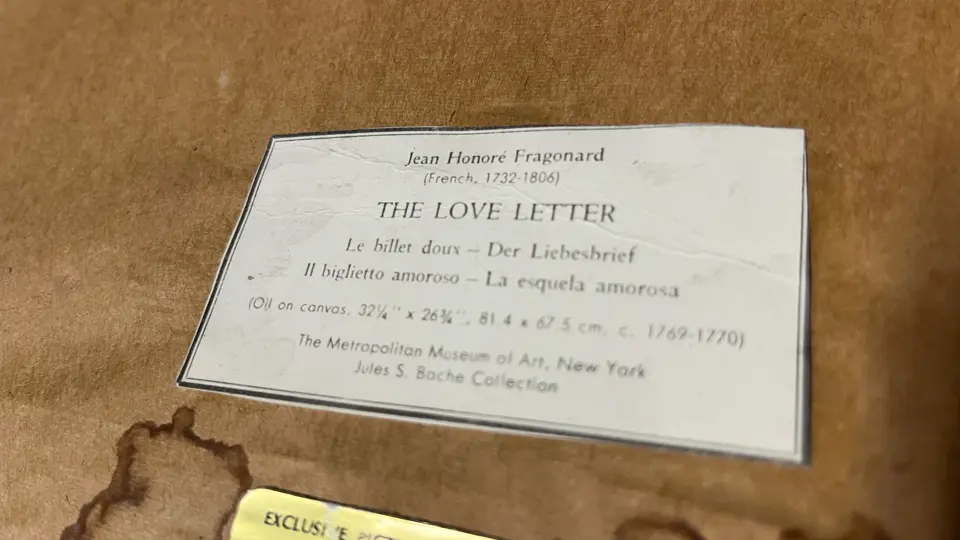 Jean Honoré Fragonard
(French, 1732-1806)
THE LOVE LETTER
Le billet doux – Der Liebesbrief
Il biglietto amoroso – La esquela amorosa
(Oil on canvas, 32¼" x 26¾", 81.4 x 67.5 cm, c. 1769-1770)
The Metropolitan Museum of Art, New York
Jules S. Bache Collection
EXCLUSIVE